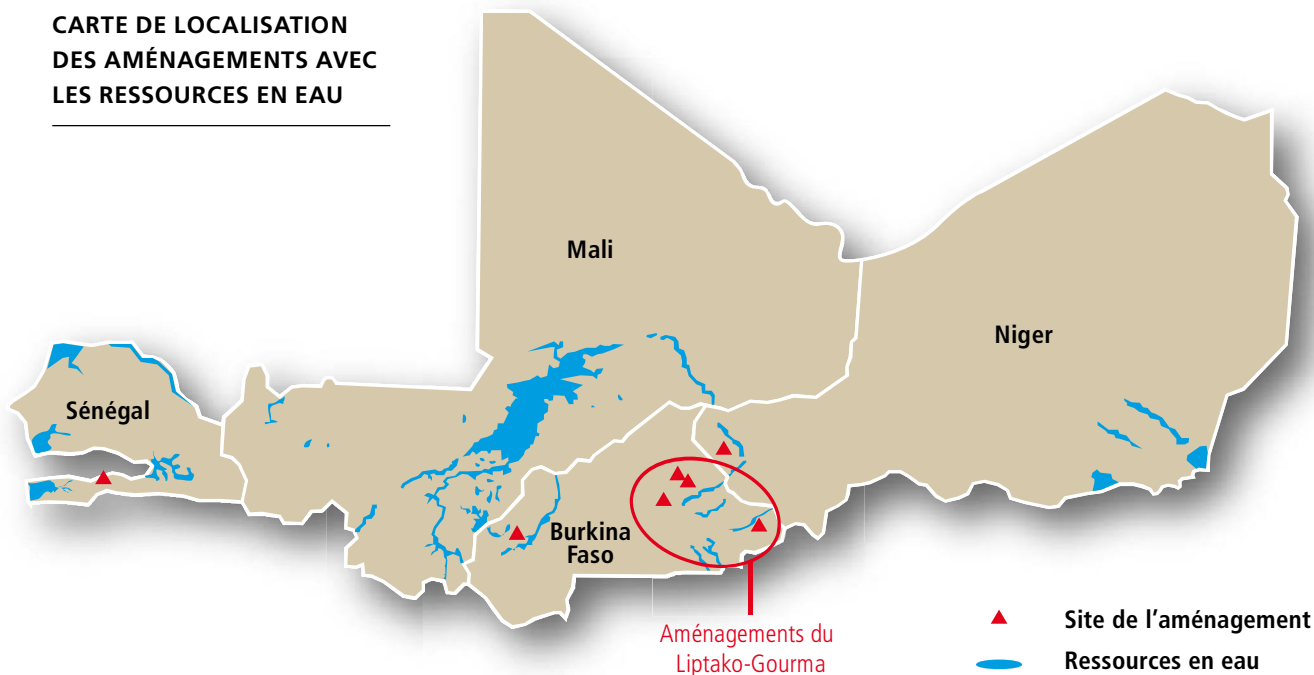 CARTE DE LOCALISATION
DES AMÉNAGEMENTS AVEC
LES RESSOURCES EN EAU
Mali
Niger
Sénégal
Burkina
Faso
Aménagements du
Liptako-Gourma
Site de l’aménagement
Ressources en eau